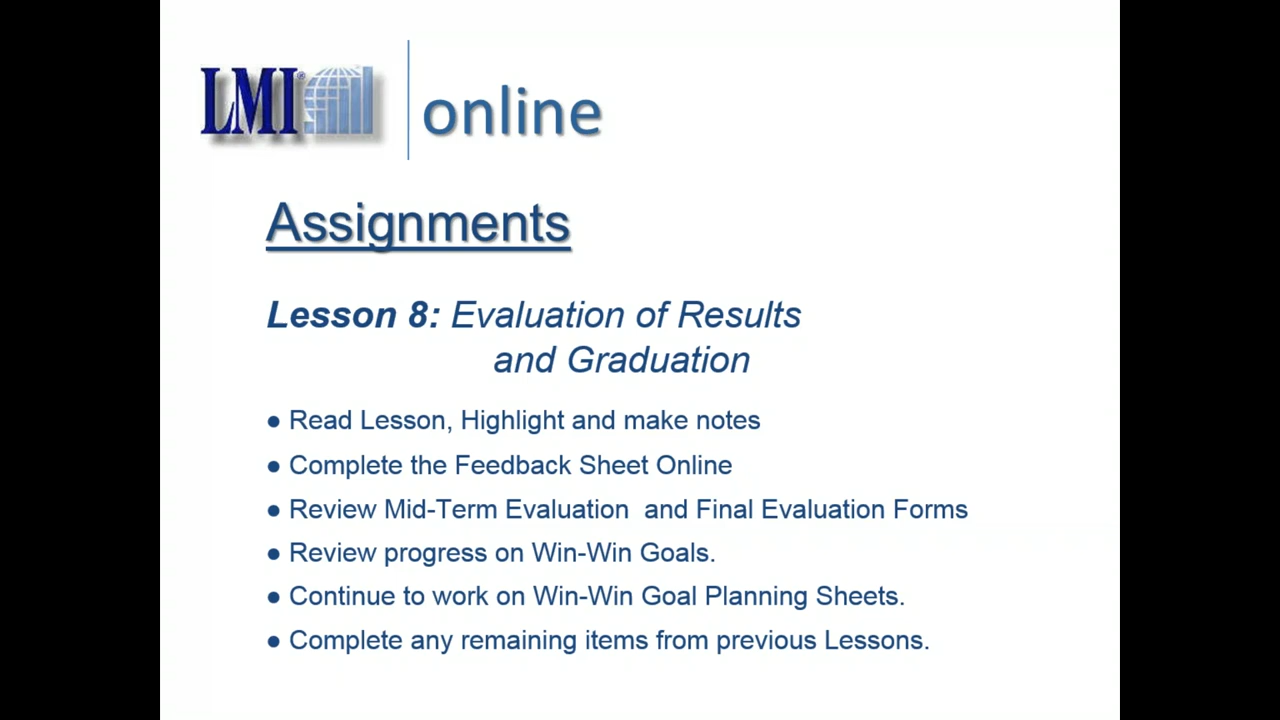 LMI® online
Assignments
Lesson 8: Evaluation of Results
and Graduation
● Read Lesson, Highlight and make notes
● Complete the Feedback Sheet Online
● Review Mid-Term Evaluation  and Final Evaluation Forms
● Review progress on Win-Win Goals.
● Continue to work on Win-Win Goal Planning Sheets.
● Complete any remaining items from previous Lessons.